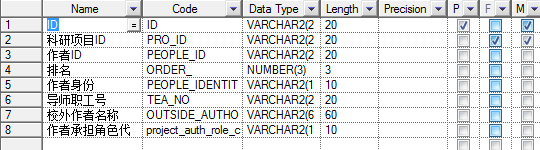 Name Code Data Type Length Precision P F M
1 ID = ID VARCHAR2(2 20
2 科研项目ID PRO_ID VARCHAR2(2 20
3 作者ID PEOPLE_ID VARCHAR2(2 20
4 排名 ORDER_ NUMBER(3) 3
5 作者身份 PEOPLE_IDENTIT VARCHAR2(1 10
6 导师职工号 TEA_NO VARCHAR2(2 20
7 校外作者名称 OUTSIDE_AUTHO VARCHAR2(6 60
8 作者承担角色代 project_auth_role_c VARCHAR2(1 10